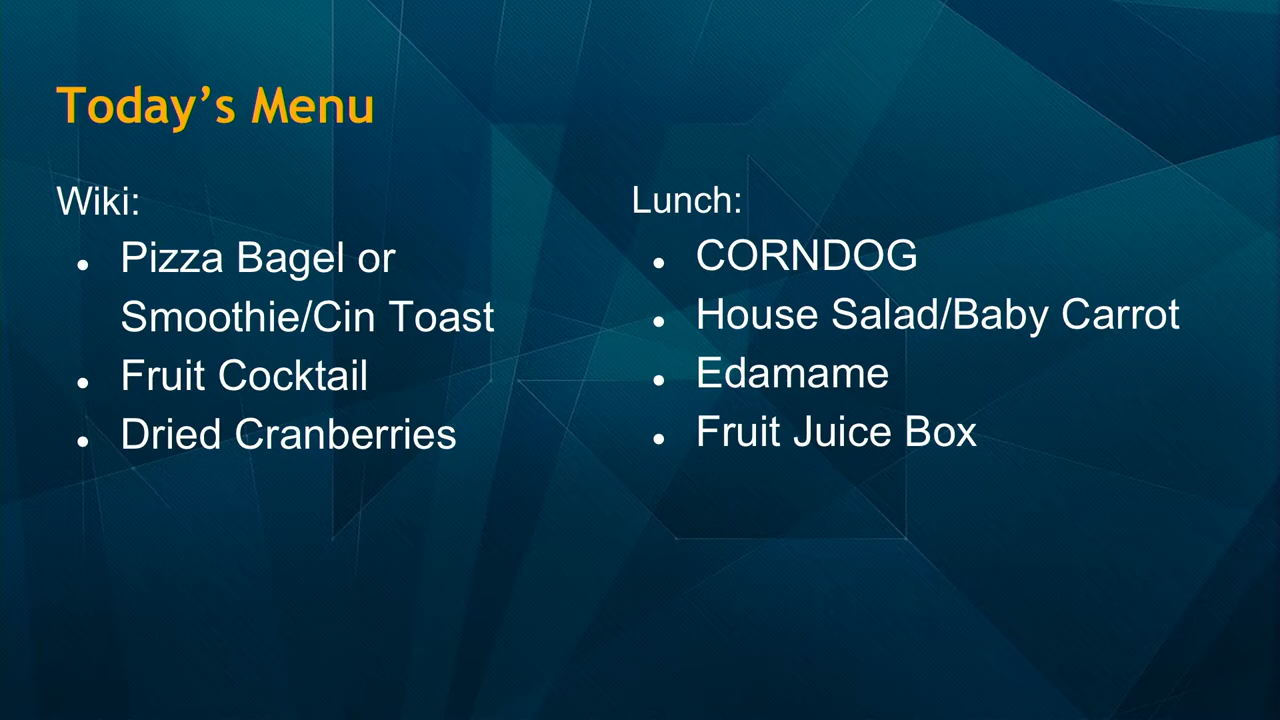 Today’s Menu
Wiki:
Pizza Bagel or
Smoothie/Cin Toast
Fruit Cocktail
Dried Cranberries
Lunch:
CORNDOG
House Salad/Baby Carrot
Edamame
Fruit Juice Box